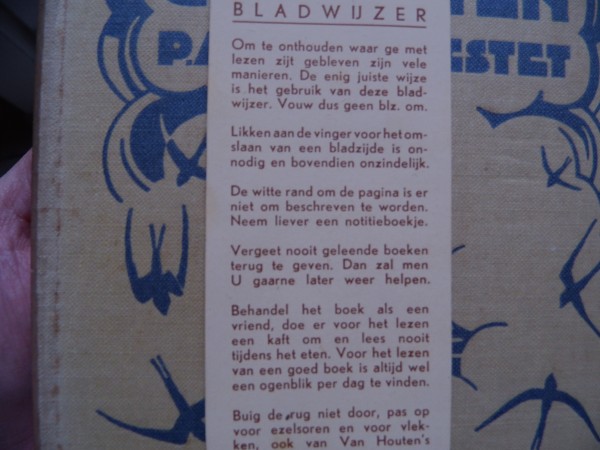 TEN
P. A.
ESTET
BLADWIJZER
Om te onthouden waar ge met
lezen zijt gebleven zijn vele
manieren. De enig juiste wijze
is het gebruik van deze blad-
wijzer. Vouw dus geen blz. om.
Likken aan de vinger voor het om-
slaan van een bladzijde is on-
nodig en bovendien onzindelijk.
De witte rand om de pagina is er
niet om beschreven te worden.
Neem liever een notitieboekje.
Vergeet nooit geleende boeken
terug te geven. Dan zal men
U gaarne later weer helpen.
Behandel het boek als een
vriend, doe er voor het lezen
een kaft om en lees nooit
tijdens het eten. Voor het lezen
van een goed boek is altijd wel
een ogenblik per dag te vinden.
Buig de rug niet door, pas op
voor ezelsoren en voor vlek-
ken, ook van Van Houten's